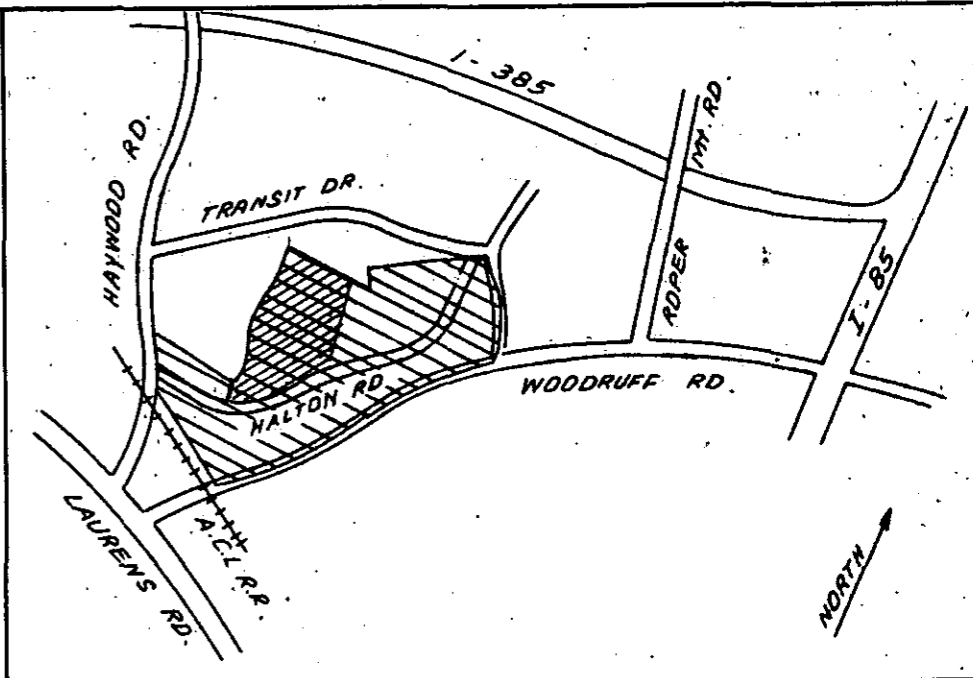 I-385
HAYWOOD RD.
TRANSIT DR.
ROPER MT. RD.
I-85
HALTON RD.
WOODRUFF RD.
LAURENS RD.
A.C.L R.R.
NORTH